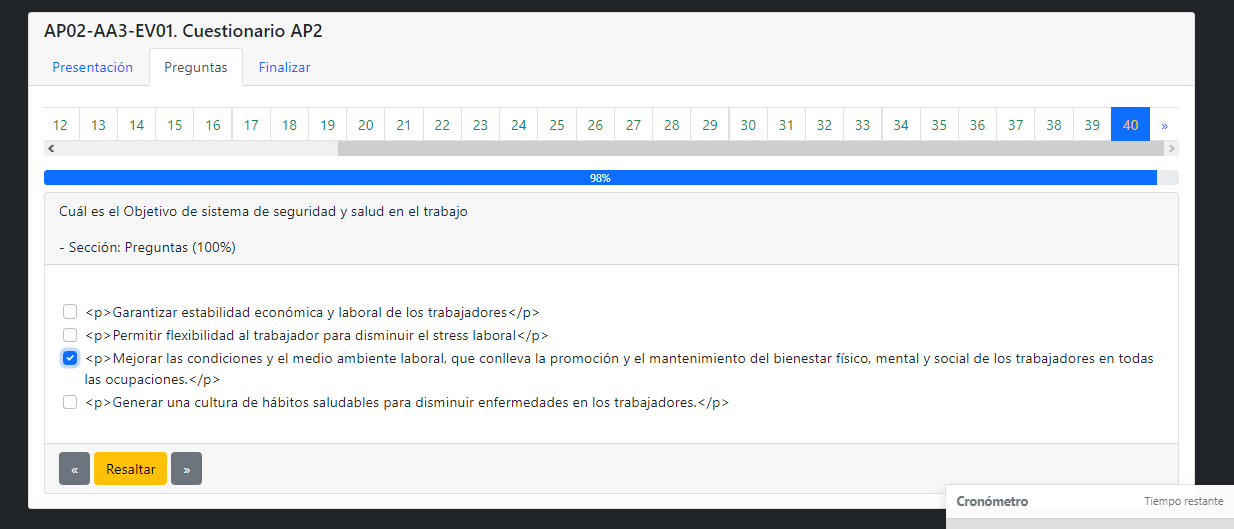 AP02-AA3-EV01. Cuestionario AP2
Presentación Preguntas Finalizar
12 13 14 15 16 17 18 19 20 21 22 23 24 25 26 27 28 29 30 31 32 33 34 35 36 37 38 39 40 »
98%
Cuál es el Objetivo de sistema de seguridad y salud en el trabajo
- Sección: Preguntas (100%)
<p>Garantizar estabilidad económica y laboral de los trabajadores</p>
<p>Permitir flexibilidad al trabajador para disminuir el stress laboral</p>
<p>Mejorar las condiciones y el medio ambiente laboral, que conlleva la promoción y el mantenimiento del bienestar físico, mental y social de los trabajadores en todas
las ocupaciones.</p>
<p>Generar una cultura de hábitos saludables para disminuir enfermedades en los trabajadores.</p>
« Resaltar »
Cronómetro Tiempo restante